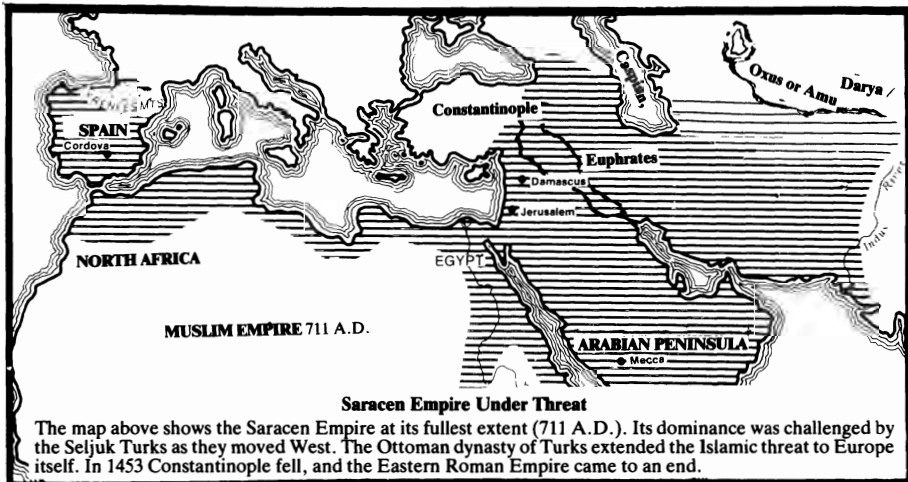 Caspian
Oxus or Amu
Darya /
Constantinople
MTS
SPAIN
Cordova
Euphrates
Damascus
River
Jerusalem
Indus
NORTH AFRICA
EGYPT
MUSLIM EMPIRE 711 A.D.
ARABIAN PENINSULA
Mecca
Saracen Empire Under Threat
The map above shows the Saracen Empire at its fullest extent (711 A.D.). Its dominance was challenged by
the Seljuk Turks as they moved West. The Ottoman dynasty of Turks extended the Islamic threat to Europe
itself. In 1453 Constantinople fell, and the Eastern Roman Empire came to an end.